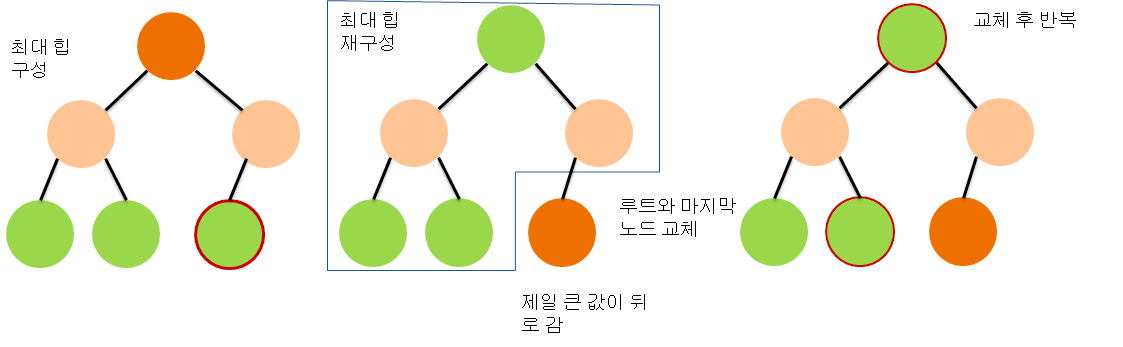 최대 힙
구성
최대 힙
재구성
루트와 마지막
노드 교체
제일 큰 값이 뒤
로 감
교체 후 반복